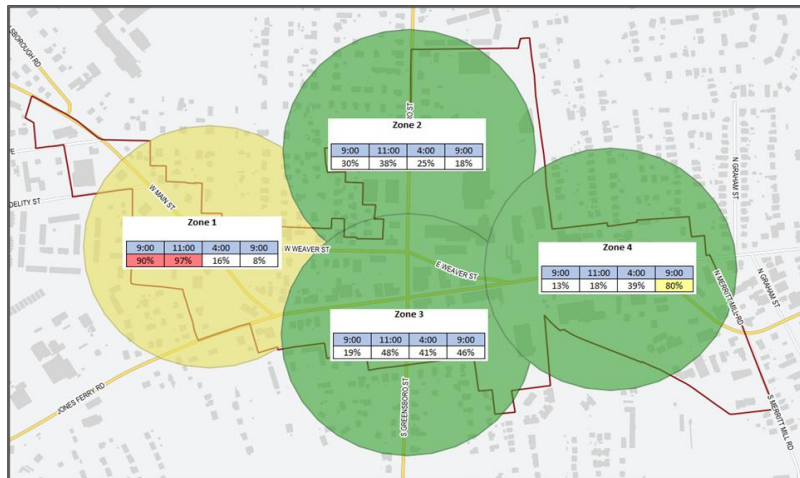 LSBOROUGH RD
Zone 2
9:00 11:00 4:00 9:00
30% 38% 25% 18%
N GRAHAM ST
DELITY ST
W MAIN ST
Zone 1
9:00 11:00 4:00 9:00
90% 97% 16% 8%
W WEAVER ST
E WEAVER ST
Zone 4
9:00 11:00 4:00 9:00
13% 18% 39% 80%
N GRAHAM ST
N MERRITT MILL RD
Zone 3
9:00 11:00 4:00 9:00
19% 48% 41% 46%
JONES FERRY RD
S GREENSBORO ST
S MERRITT MILL RD